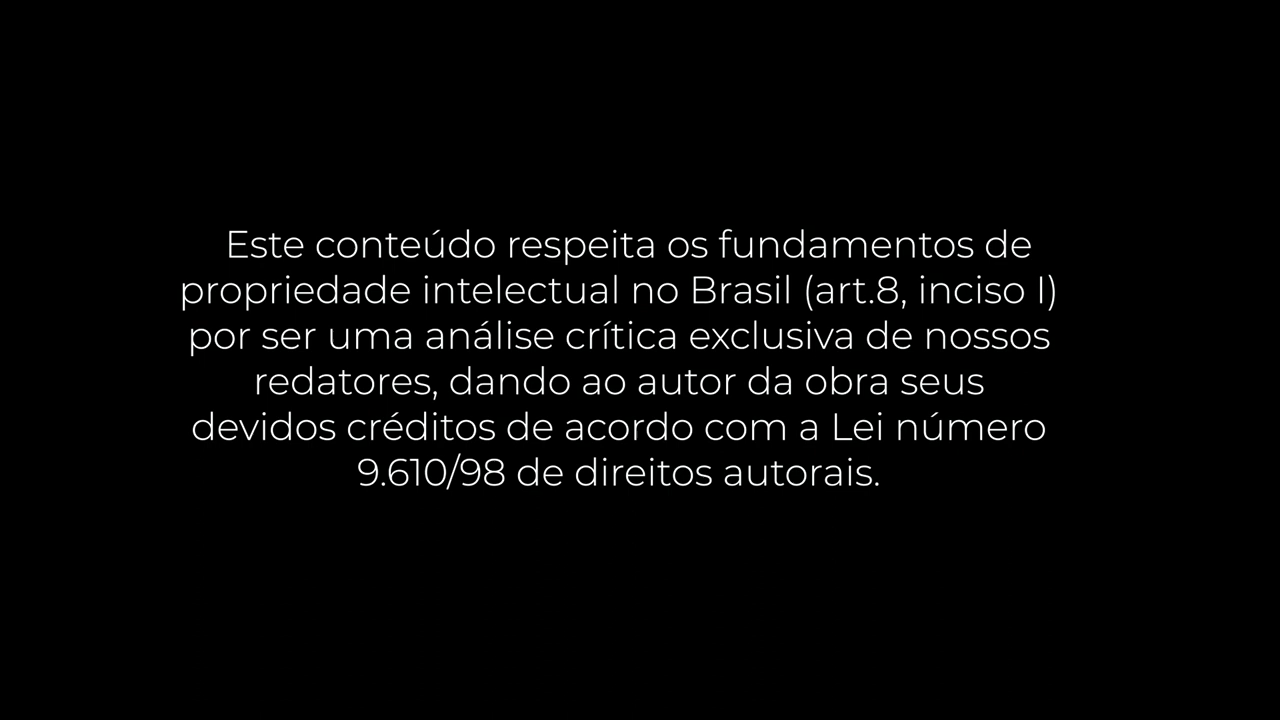 Este conteúdo respeita os fundamentos de
propriedade intelectual no Brasil (art.8, inciso I)
por ser uma análise crítica exclusiva de nossos
redatores, dando ao autor da obra seus
devidos créditos de acordo com a Lei número
9.610/98 de direitos autorais.